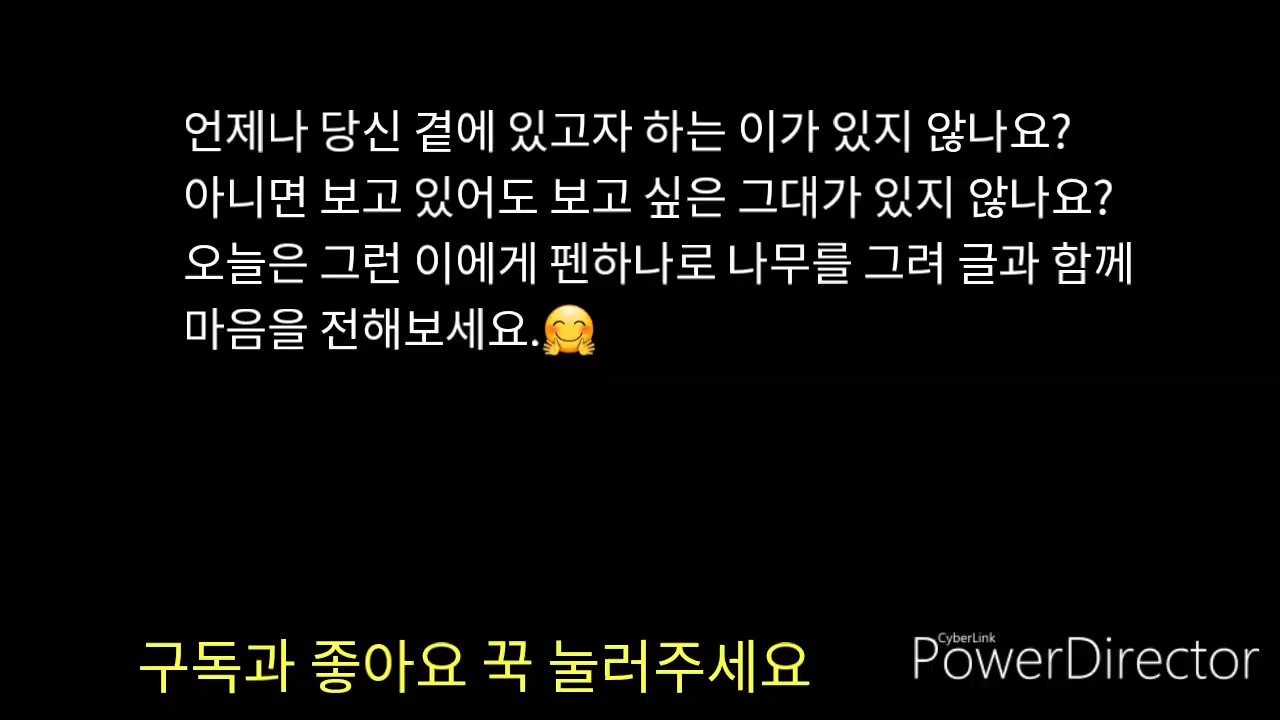 언제나 당신 곁에 있고자 하는 이가 있지 않나요?
아니면 보고 있어도 보고 싶은 그대가 있지 않나요?
오늘은 그런 이에게 펜하나로 나무를 그려 글과 함께
마음을 전해보세요.🤗
구독과 좋아요 꾹 눌러주세요
CyberLink
PowerDirector